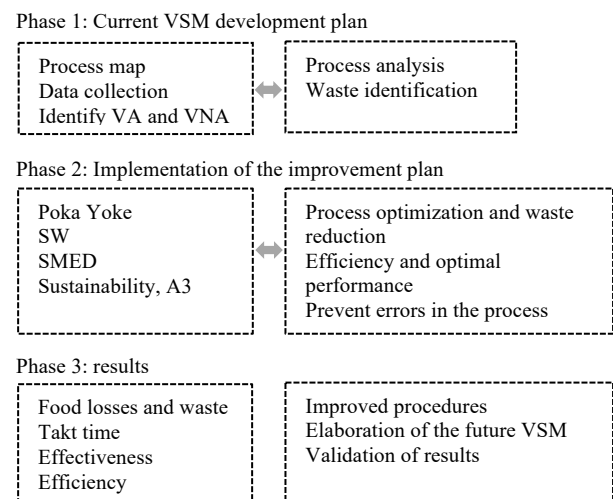 Phase 1: Current VSM development plan
Process map
Data collection
Identify VA and VNA
Process analysis
Waste identification
Phase 2: Implementation of the improvement plan
Poka Yoke
SW
SMED
Sustainability, A3
Process optimization and waste
reduction
Efficiency and optimal
performance
Prevent errors in the process
Phase 3: results
Food losses and waste
Takt time
Effectiveness
Efficiency
Improved procedures
Elaboration of the future VSM
Validation of results